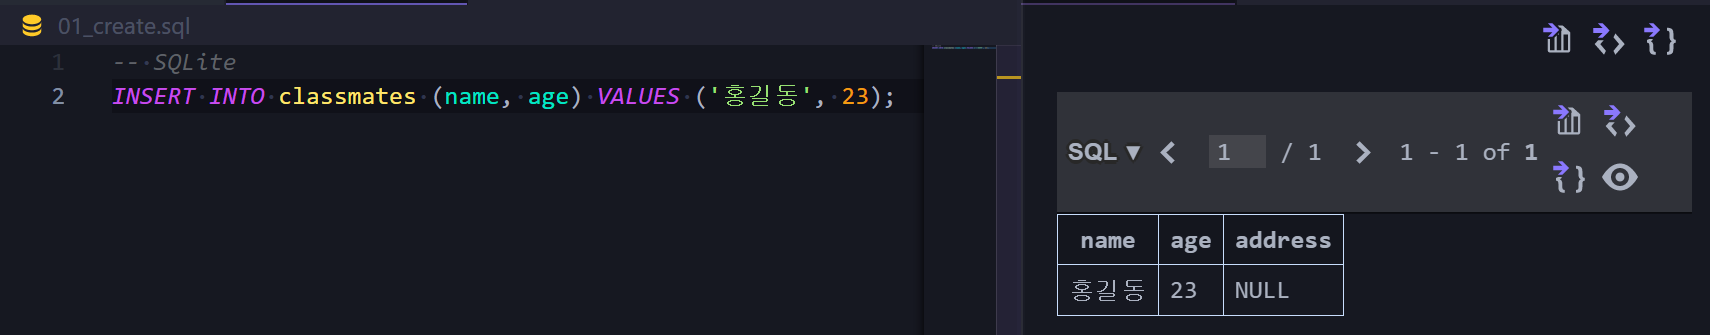 01_create.sql
1 -- SQLite
2 INSERT INTO classmates (name, age) VALUES ('홍길동', 23);
SQL ▼ 1 / 1 1 - 1 of 1
name age address
홍길동 23 NULL